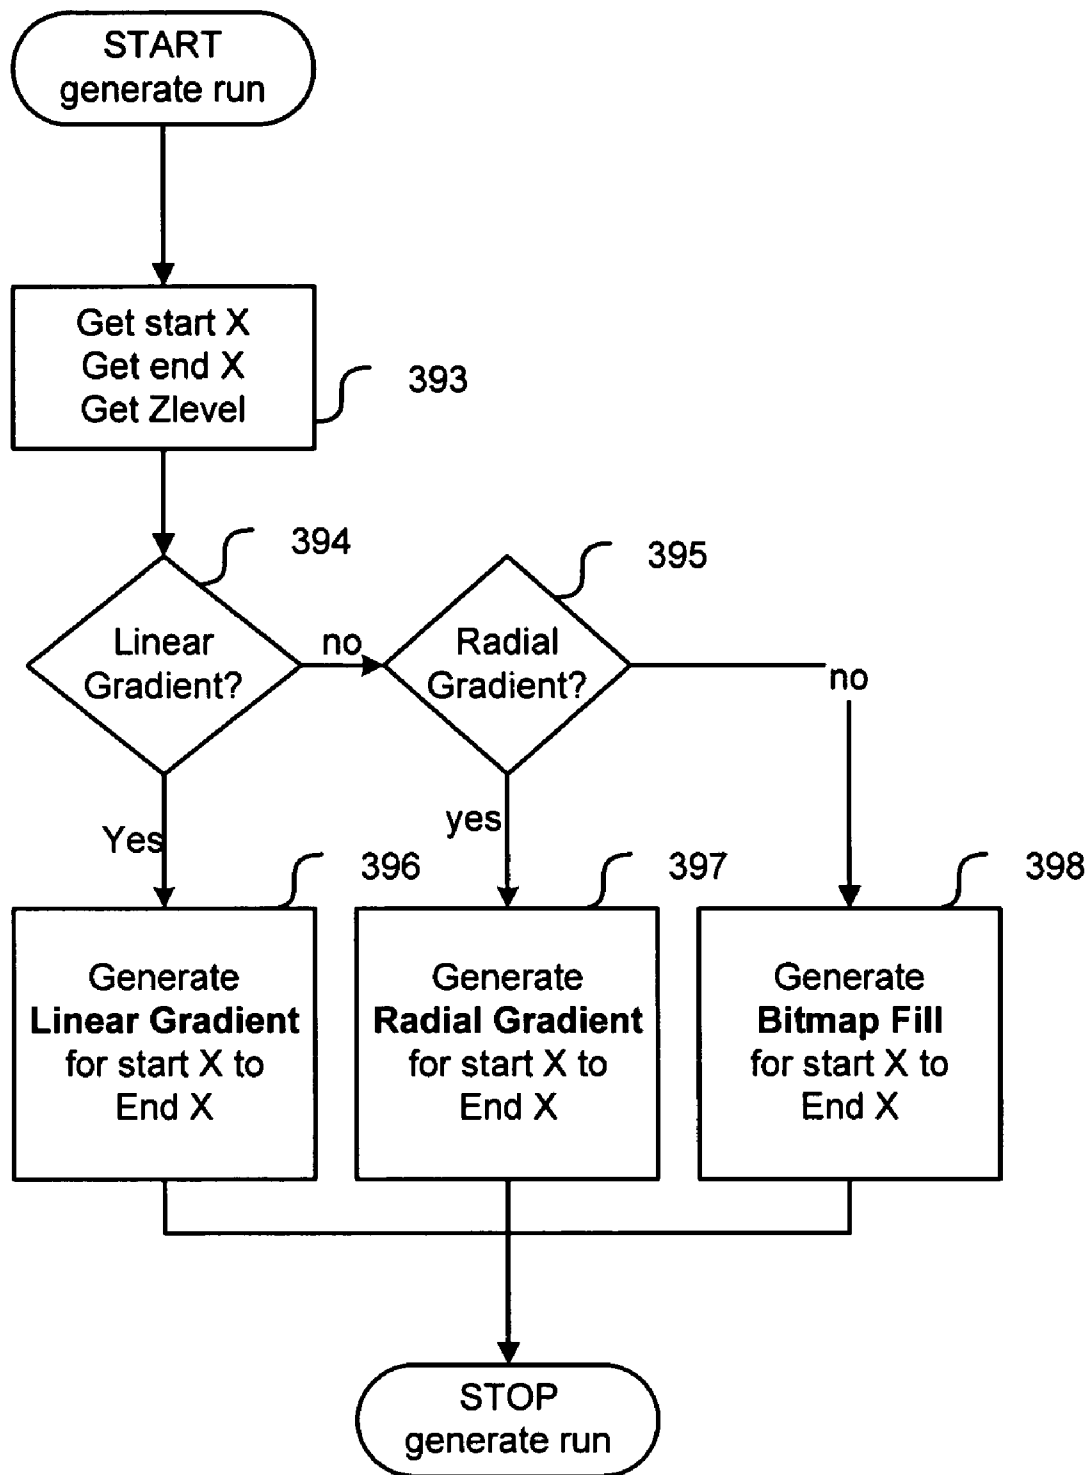 START
generate run
Get start X
Get end X
Get Zlevel
393
394
Linear
Gradient?
no
395
Radial
Gradient?
no
Yes
yes
396
Generate
Linear Gradient
for start X to
End X
397
Generate
Radial Gradient
for start X to
End X
398
Generate
Bitmap Fill
for start X to
End X
STOP
generate run